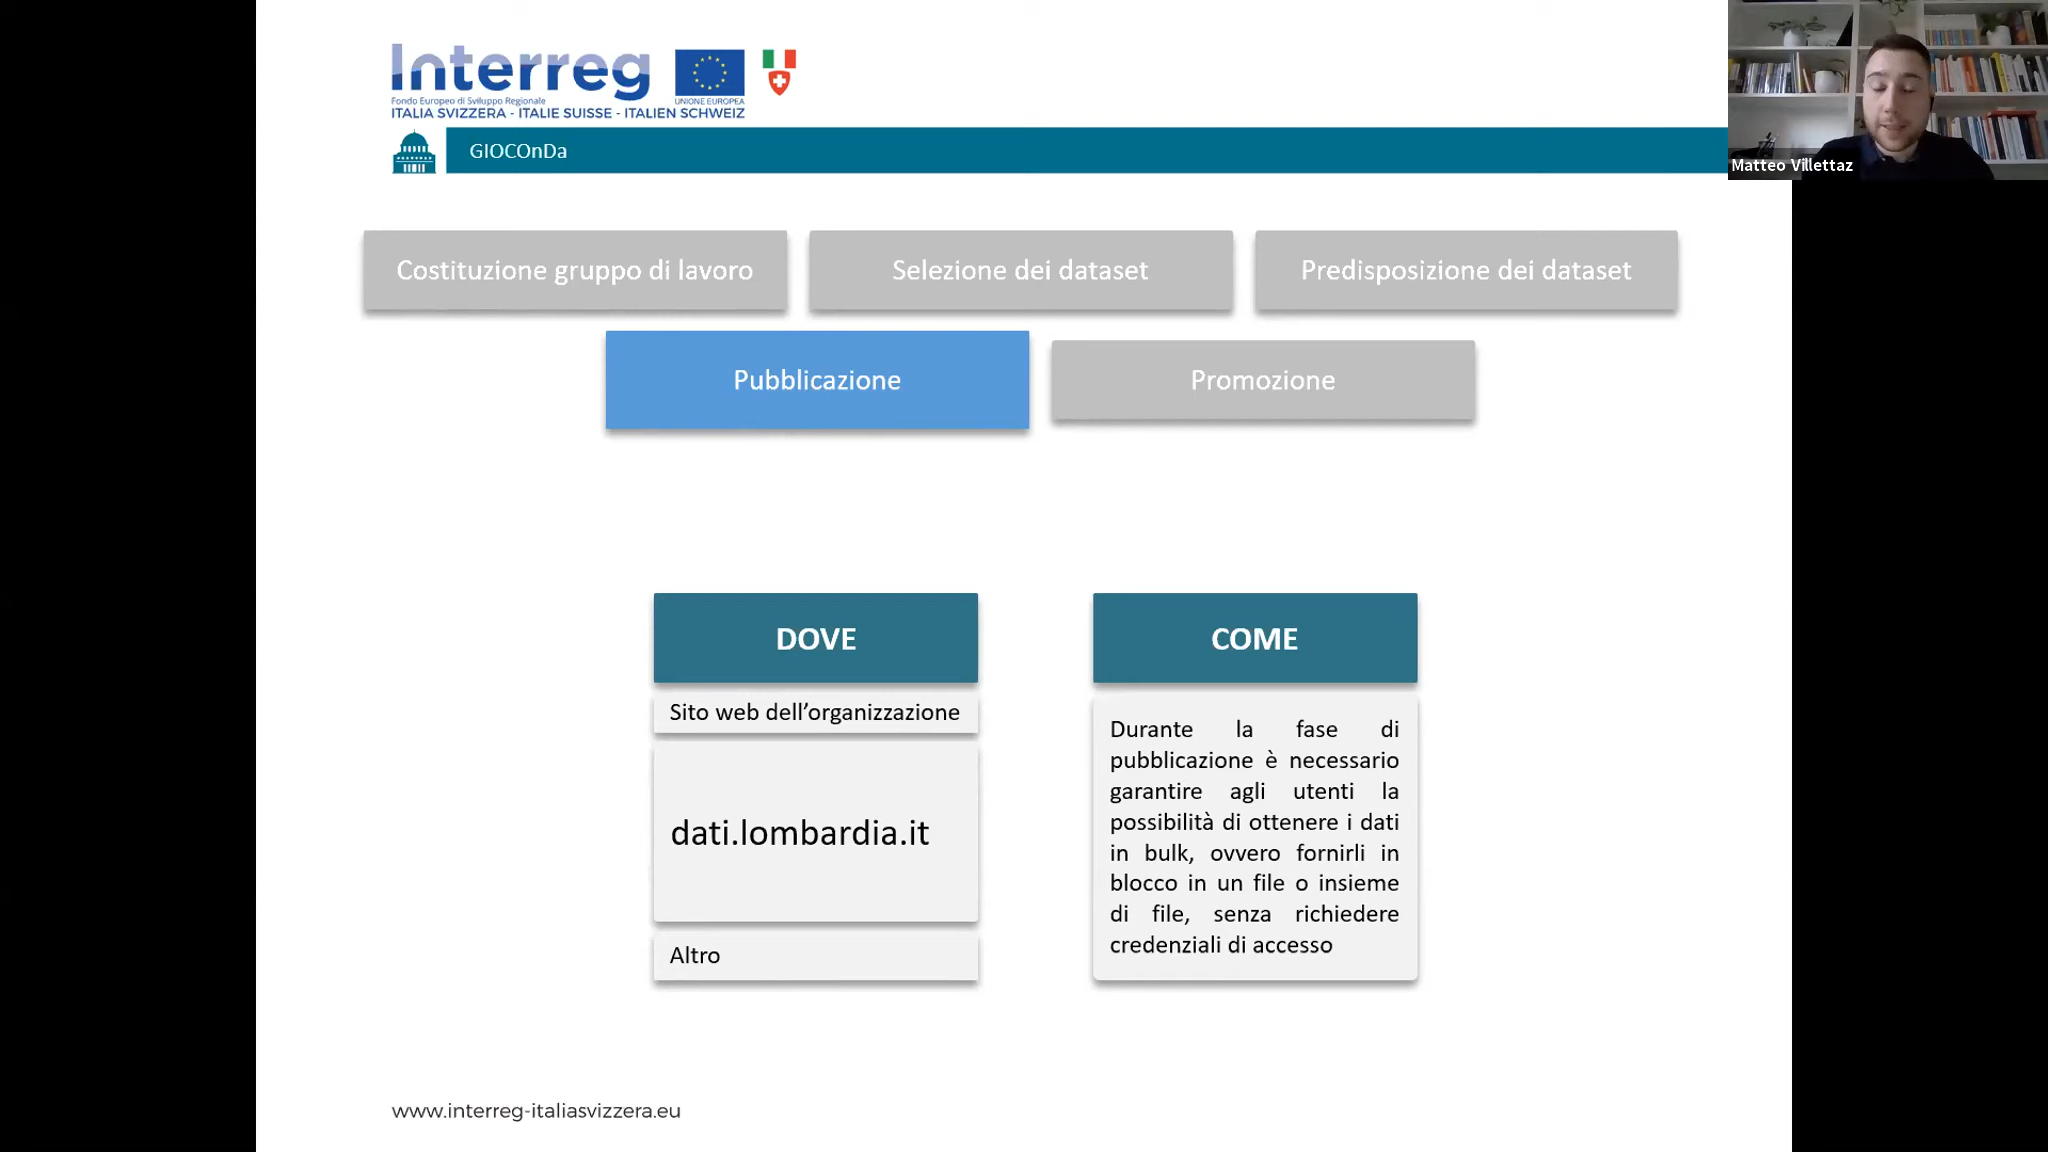 Interreg
Fondo Europeo di Sviluppo Regionale
UNIONE EUROPEA
ITALIA SVIZZERA - ITALIE SUISSE - ITALIEN SCHWEIZ
GIOCOnDa
Matteo Villettaz
Costituzione gruppo di lavoro
Selezione dei dataset
Predisposizione dei dataset
Pubblicazione
Promozione
DOVE
Sito web dell’organizzazione
dati.lombardia.it
Altro
COME
Durante la fase di
pubblicazione è necessario
garantire agli utenti la
possibilità di ottenere i dati
in bulk, ovvero fornirli in
blocco in un file o insieme
di file, senza richiedere
credenziali di accesso
www.interreg-italiasvizzera.eu